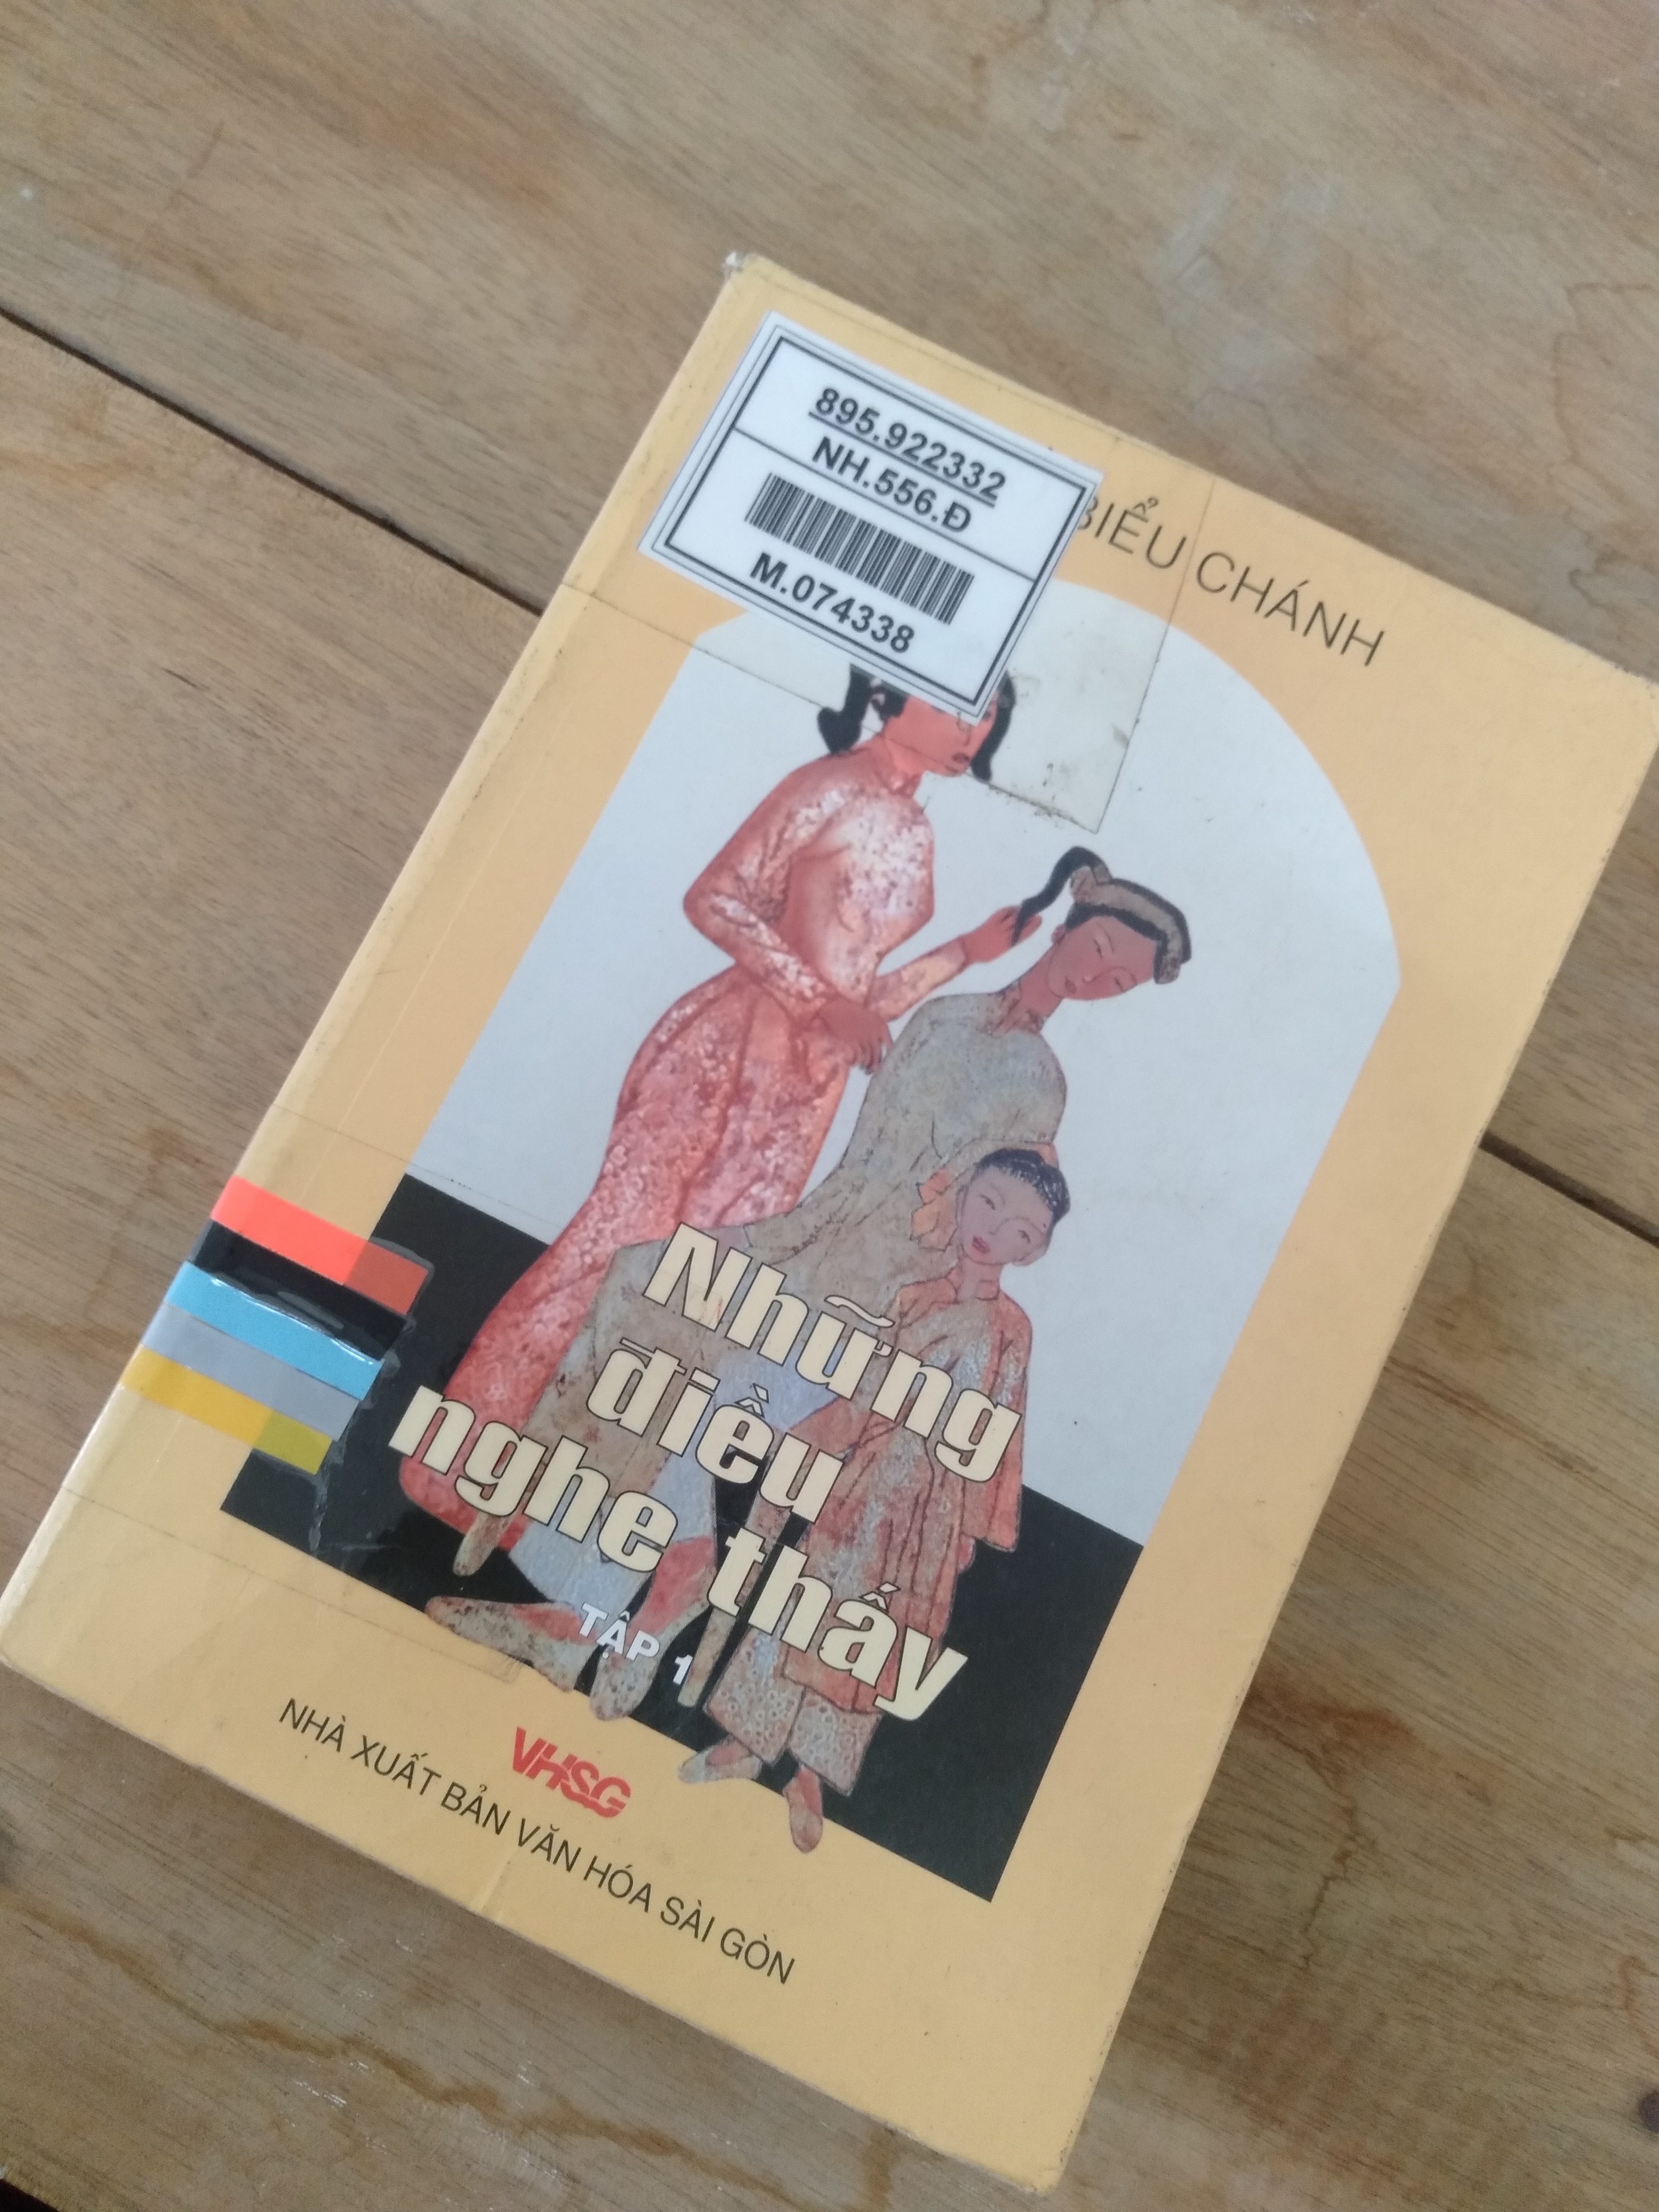 895.922332
NH.556.Đ
M.074338
BIỂU CHÁNH
Những
điều
nghe thấy
TẬP 1
VHSG
NHÀ XUẤT BẢN VĂN HÓA SÀI GÒN